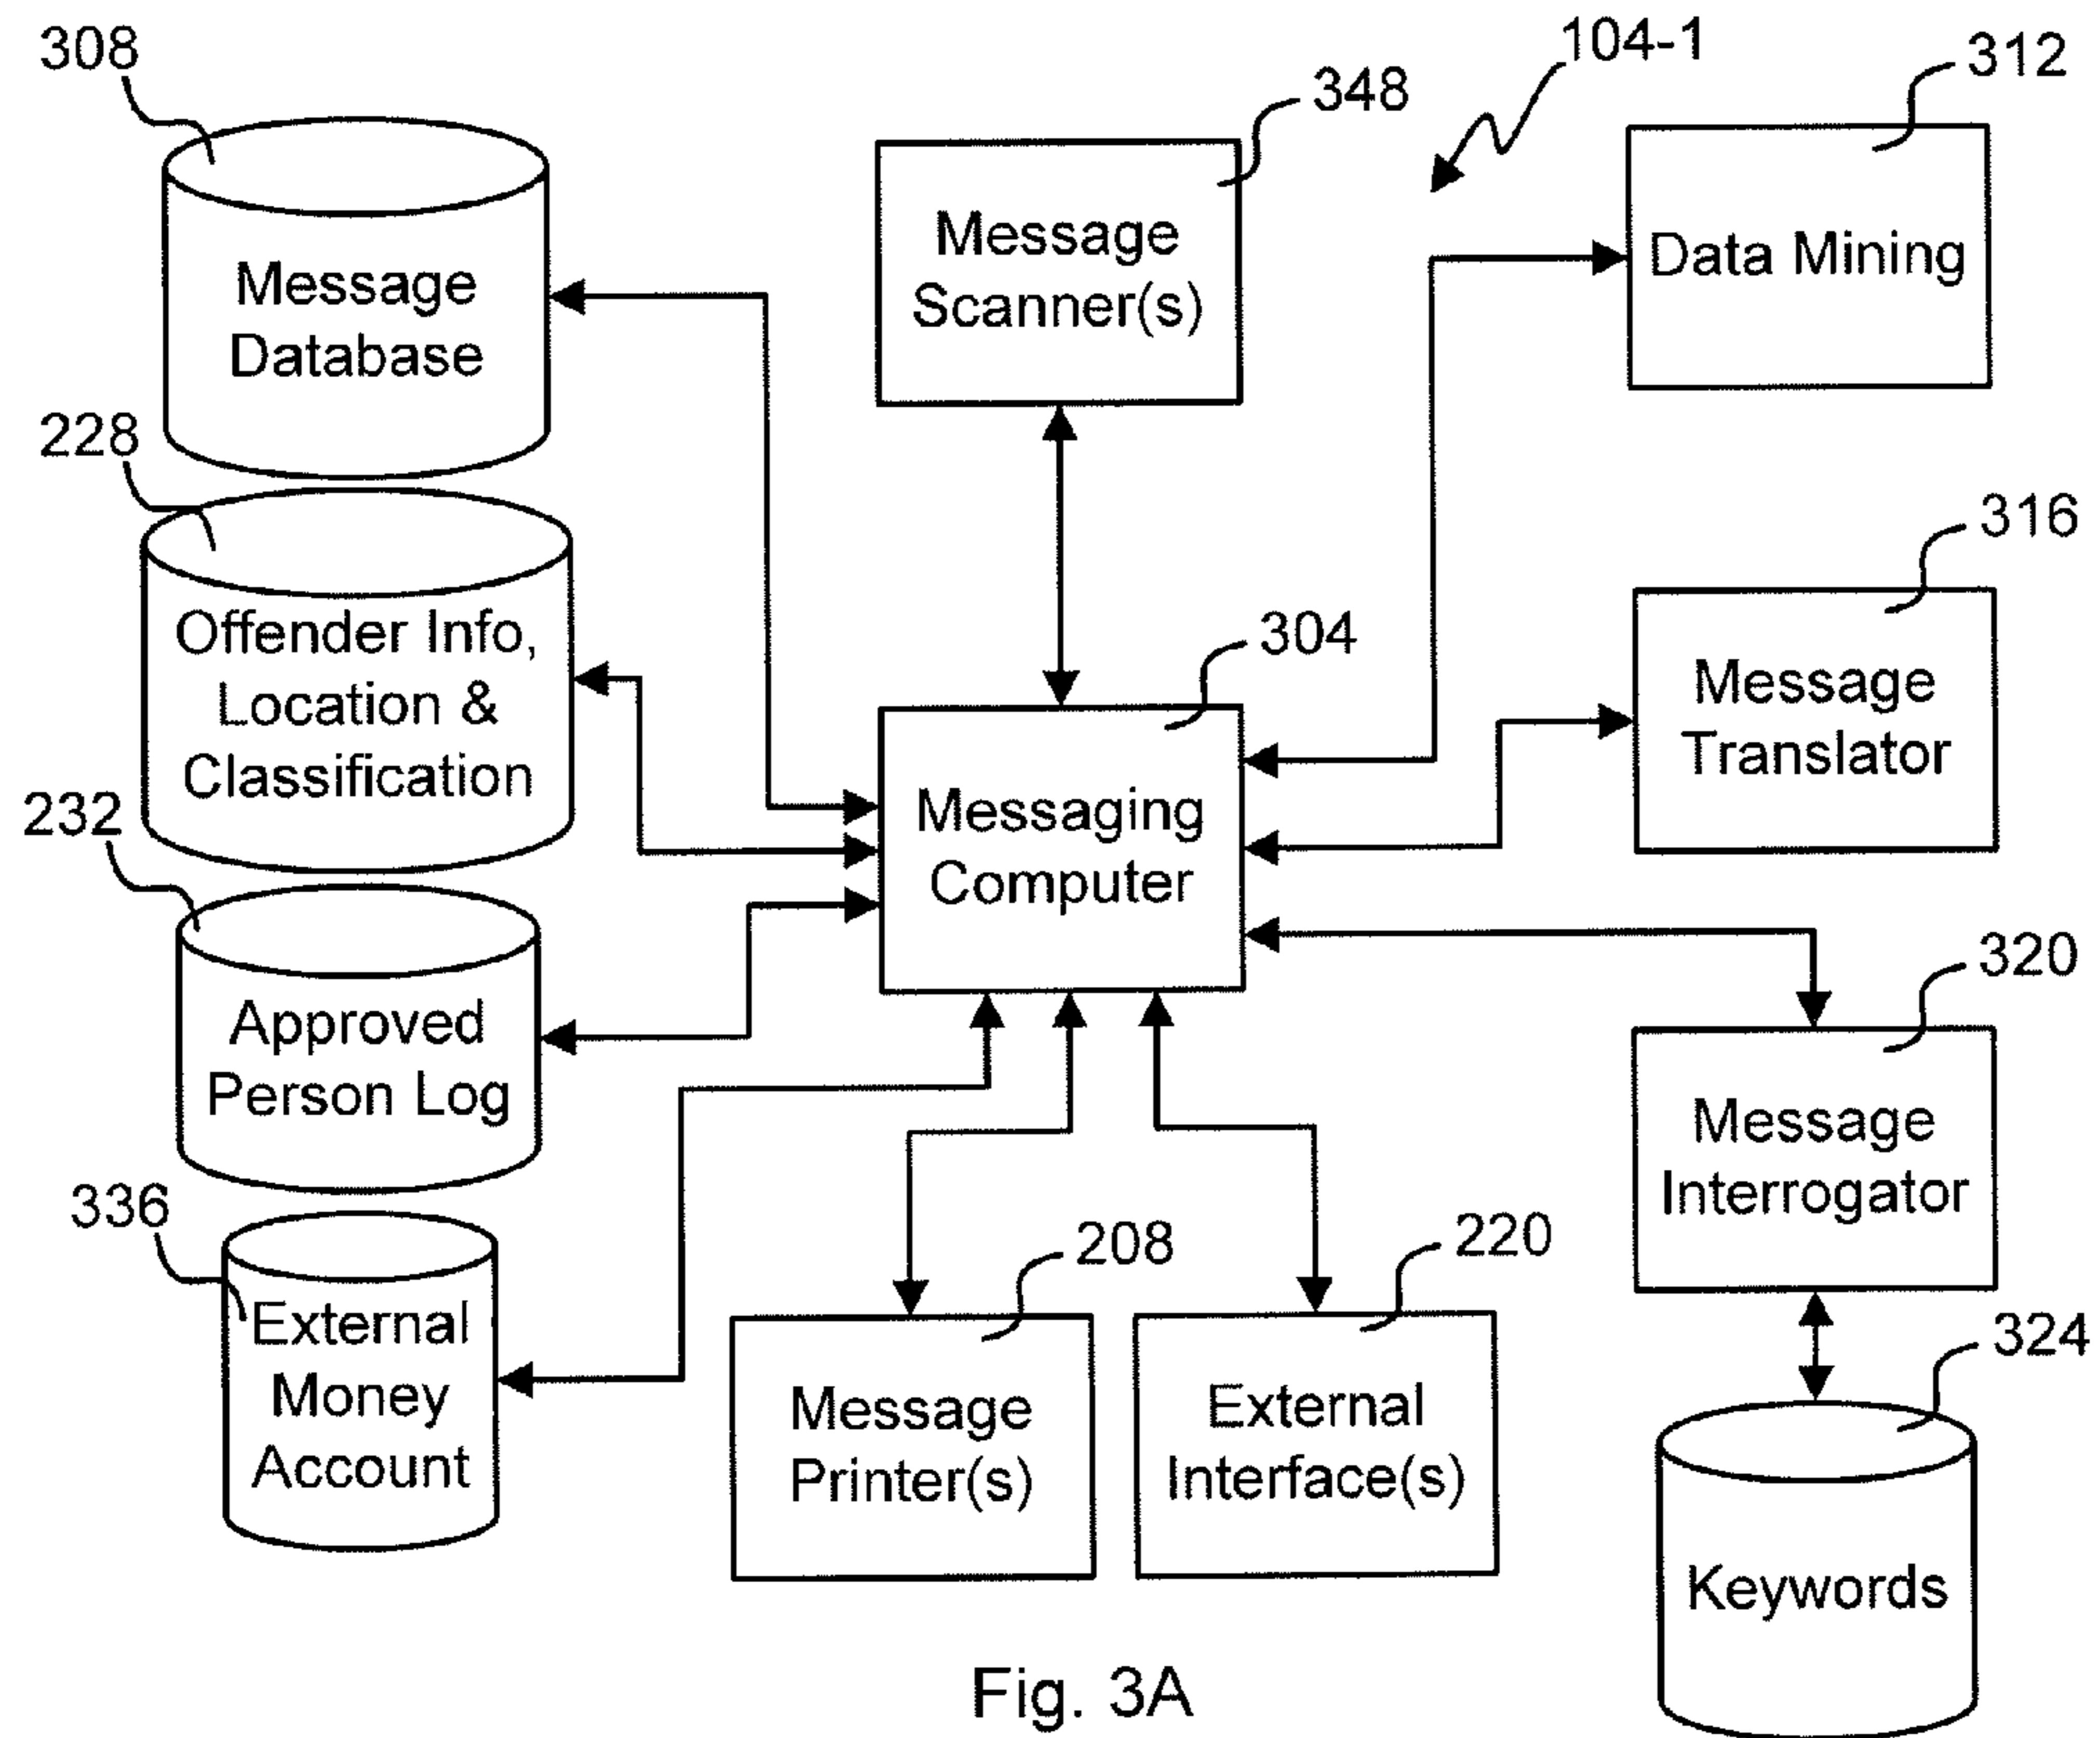 308
348
104-1
312
Message
Database
Message
Scanner(s)
Data Mining
228
Offender Info,
Location &
Classification
316
Message
Translator
304
Messaging
Computer
232
Approved
Person Log
320
Message
Interrogator
336
External
Money
Account
208
Message
Printer(s)
220
External
Interface(s)
324
Keywords
Fig. 3A